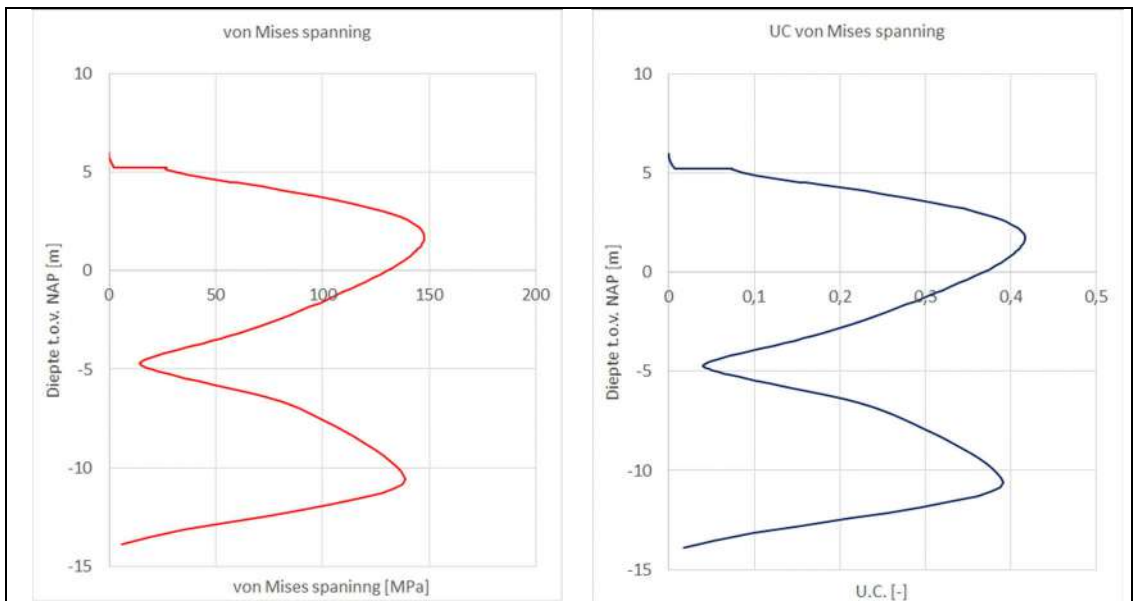 von Mises spanning
10
5
0
-5
-10
-15
0 50 100 150 200
Diepte t.o.v. NAP [m]
von Mises spaninng [MPa]
UC von Mises spanning
10
5
0
-5
-10
-15
0 0,1 0,2 0,3 0,4 0,5
Diepte t.o.v. NAP [m]
U.C. [-]